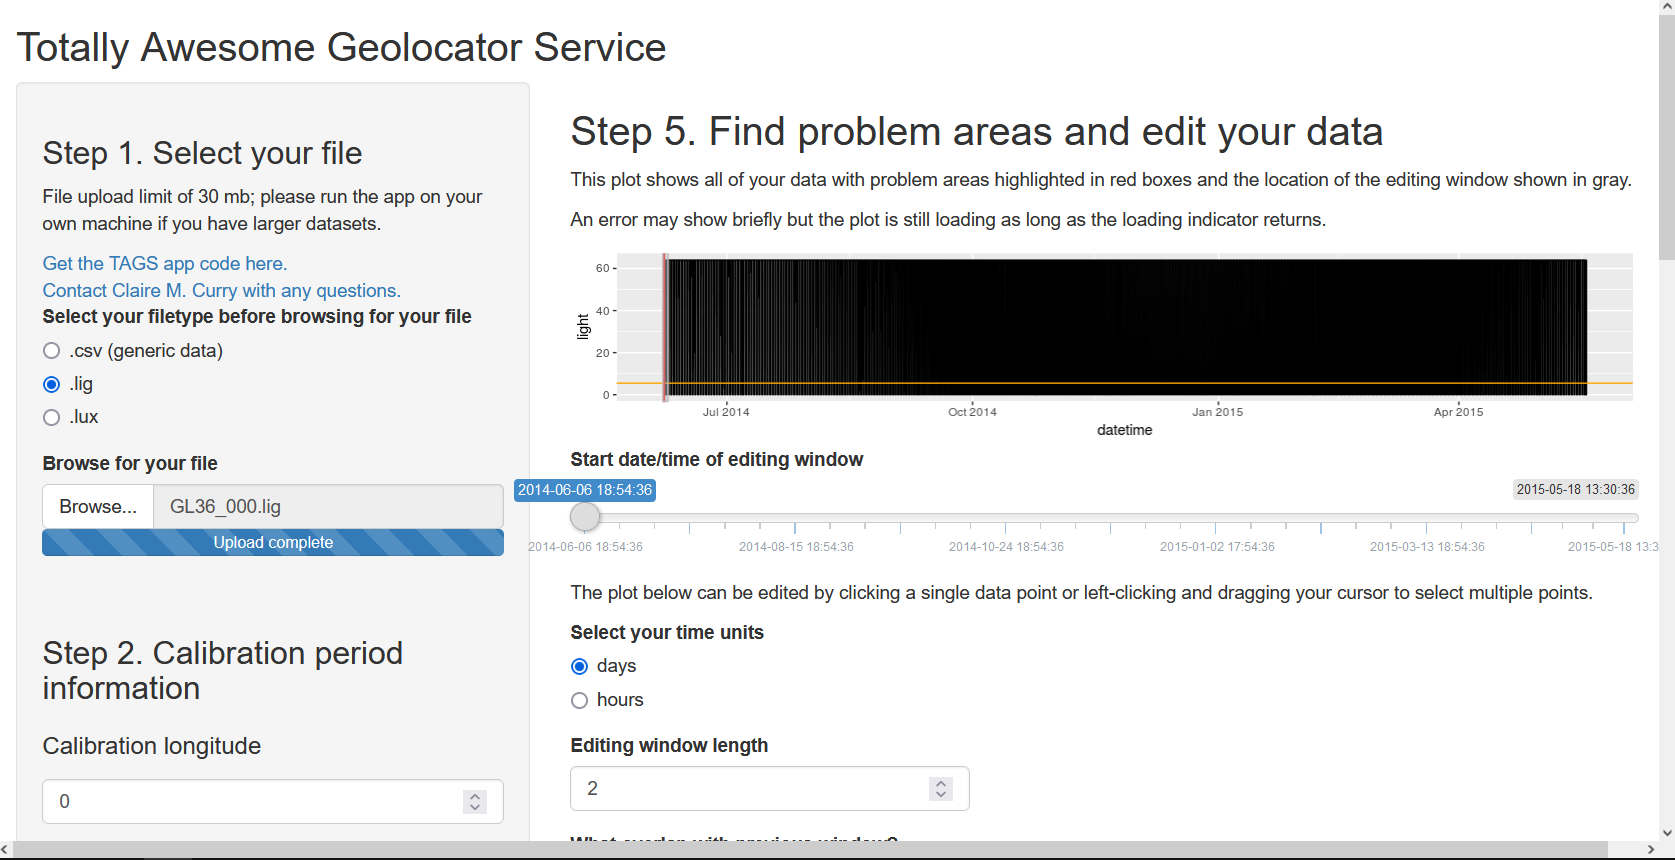 Totally Awesome Geolocator Service
Step 1. Select your file
File upload limit of 30 mb; please run the app on your
own machine if you have larger datasets.
Get the TAGS app code here.
Contact Claire M. Curry with any questions.
Select your filetype before browsing for your file
.csv (generic data)
.lig
.lux
Browse for your file
Browse...
GL36_000.lig
Upload complete
Step 2. Calibration period
information
Calibration longitude
0
Step 5. Find problem areas and edit your data
This plot shows all of your data with problem areas highlighted in red boxes and the location of the editing window shown in gray.
An error may show briefly but the plot is still loading as long as the loading indicator returns.
60
40
20
0
light
Jul 2014
Oct 2014
Jan 2015
Apr 2015
datetime
Start date/time of editing window
2014-06-06 18:54:36
2015-05-18 13:30:36
2014-06-06 18:54:36
2014-08-15 18:54:36
2014-10-24 18:54:36
2015-01-02 17:54:36
2015-03-13 18:54:36
2015-05-18 13:3
The plot below can be edited by clicking a single data point or left-clicking and dragging your cursor to select multiple points.
Select your time units
days
hours
Editing window length
2
What overlap with previous window?